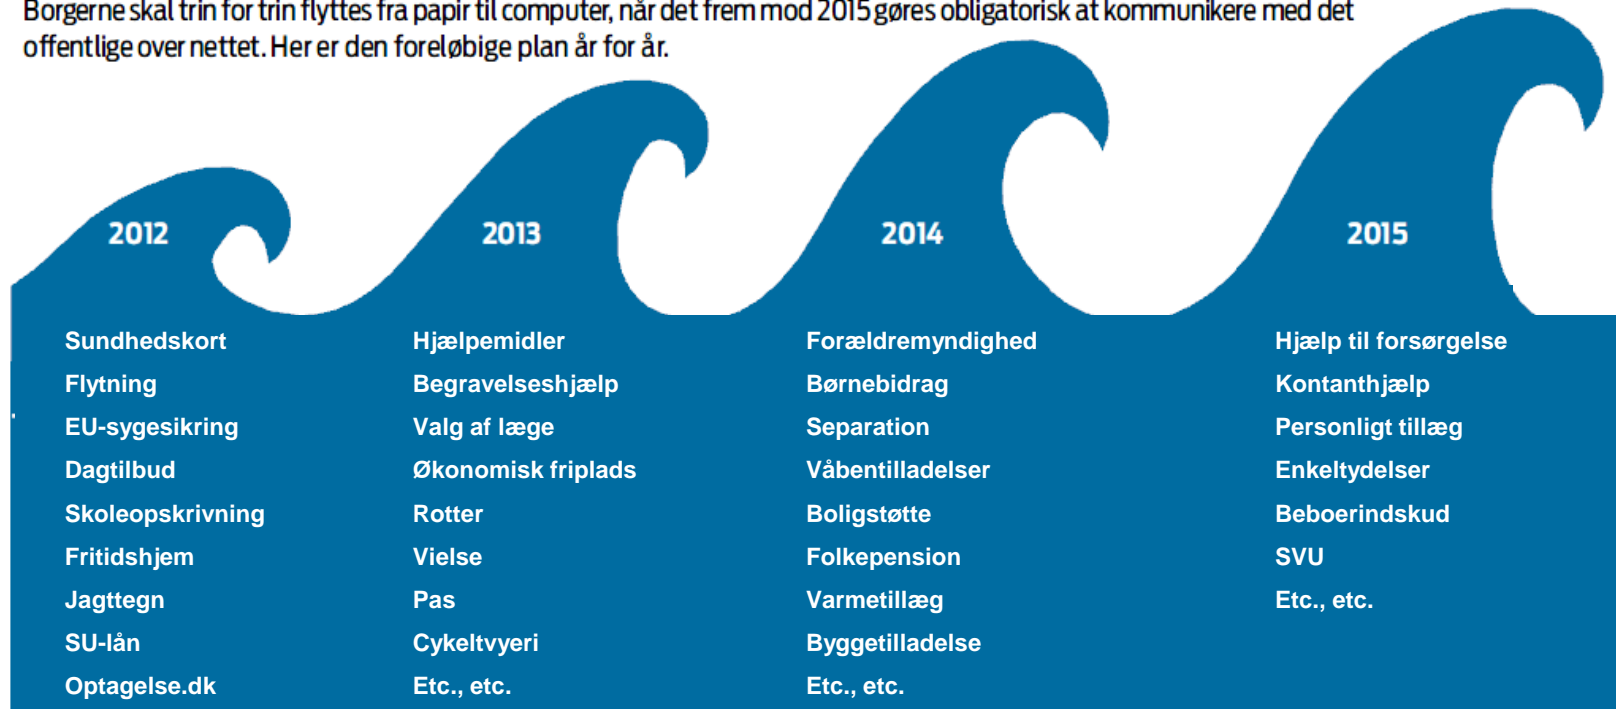 Borgerne skal trin for trin flyttes fra papir til computer, når det frem mod 2015 gøres obligatorisk at kommunikere med det
offentlige over nettet. Her er den foreløbige plan år for år.
2012
Sundhedskort
Flytning
EU-sygesikring
Dagtilbud
Skoleopskrivning
Fritidshjem
Jagttegn
SU-lån
Optagelse.dk
2013
Hjælpemidler
Begravelseshjælp
Valg af læge
Økonomisk friplads
Rotter
Vielse
Pas
Cykeltvyeri
Etc., etc.
2014
Forældremyndighed
Børnebidrag
Separation
Våbentilladelser
Boligstøtte
Folkepension
Varmetillæg
Byggetilladelse
Etc., etc.
2015
Hjælp til forsørgelse
Kontanthjælp
Personligt tillæg
Enkeltydelser
Beboerindskud
SVU
Etc., etc.